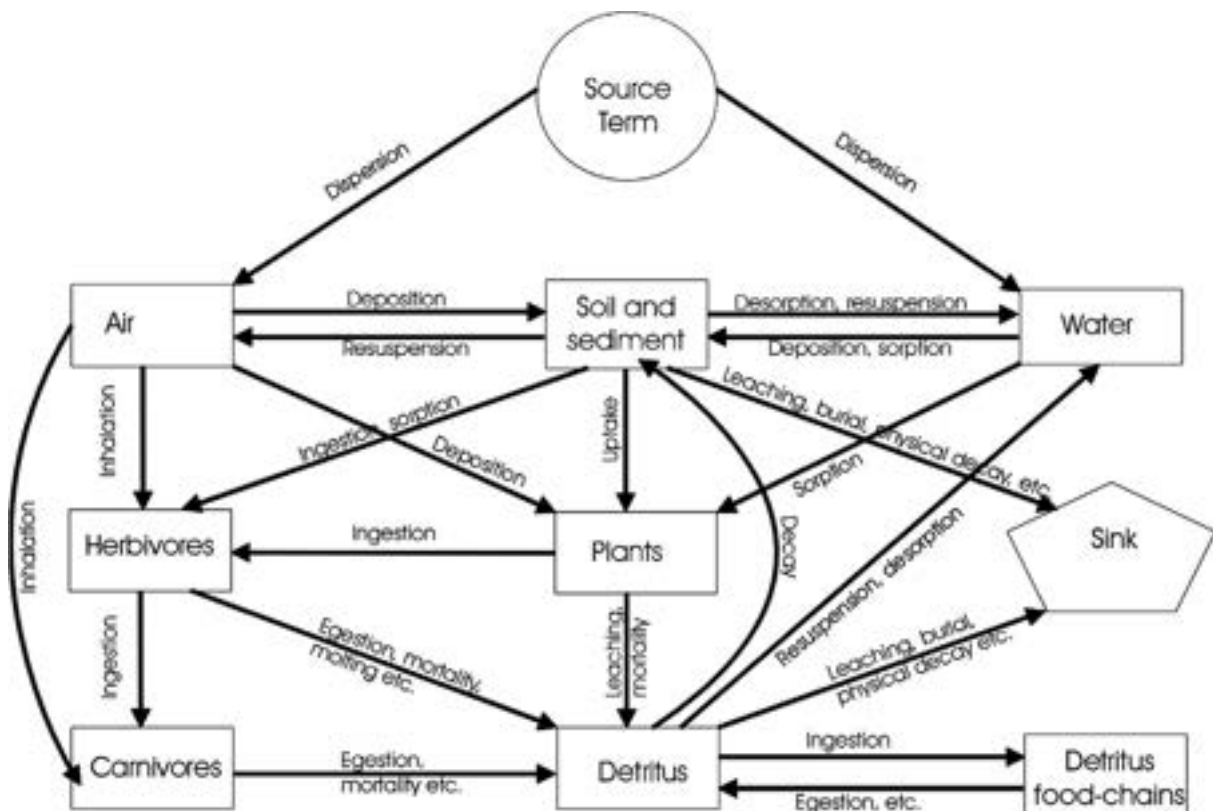 Source
Term
Dispersion
Dispersion
Air
Deposition
Resuspension
Soil and
sediment
Desorption, resuspension
Deposition, sorption
Water
Inhalation
Inhalation
Ingestion, sorption
Deposition
Uptake
Leaching, burial, physical decay, etc.
Sorption
Herbivores
Ingestion
Plants
Decay
Resuspension, desorption
Sink
Ingestion
Egestion, mortality,
molting etc.
Leaching,
mortality
Leaching, burial,
physical decay etc.
Carnivores
Egestion,
mortality etc.
Detritus
Ingestion
Egestion, etc.
Detritus
food-chains